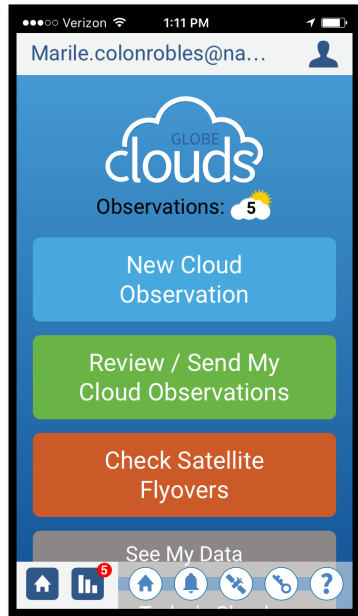 Verizon 1:11 PM
Marile.colonrobles@na...
GLOBE
clouds
Observations: 5
New Cloud
Observation
Review / Send My
Cloud Observations
Check Satellite
Flyovers
See My Data
5
?